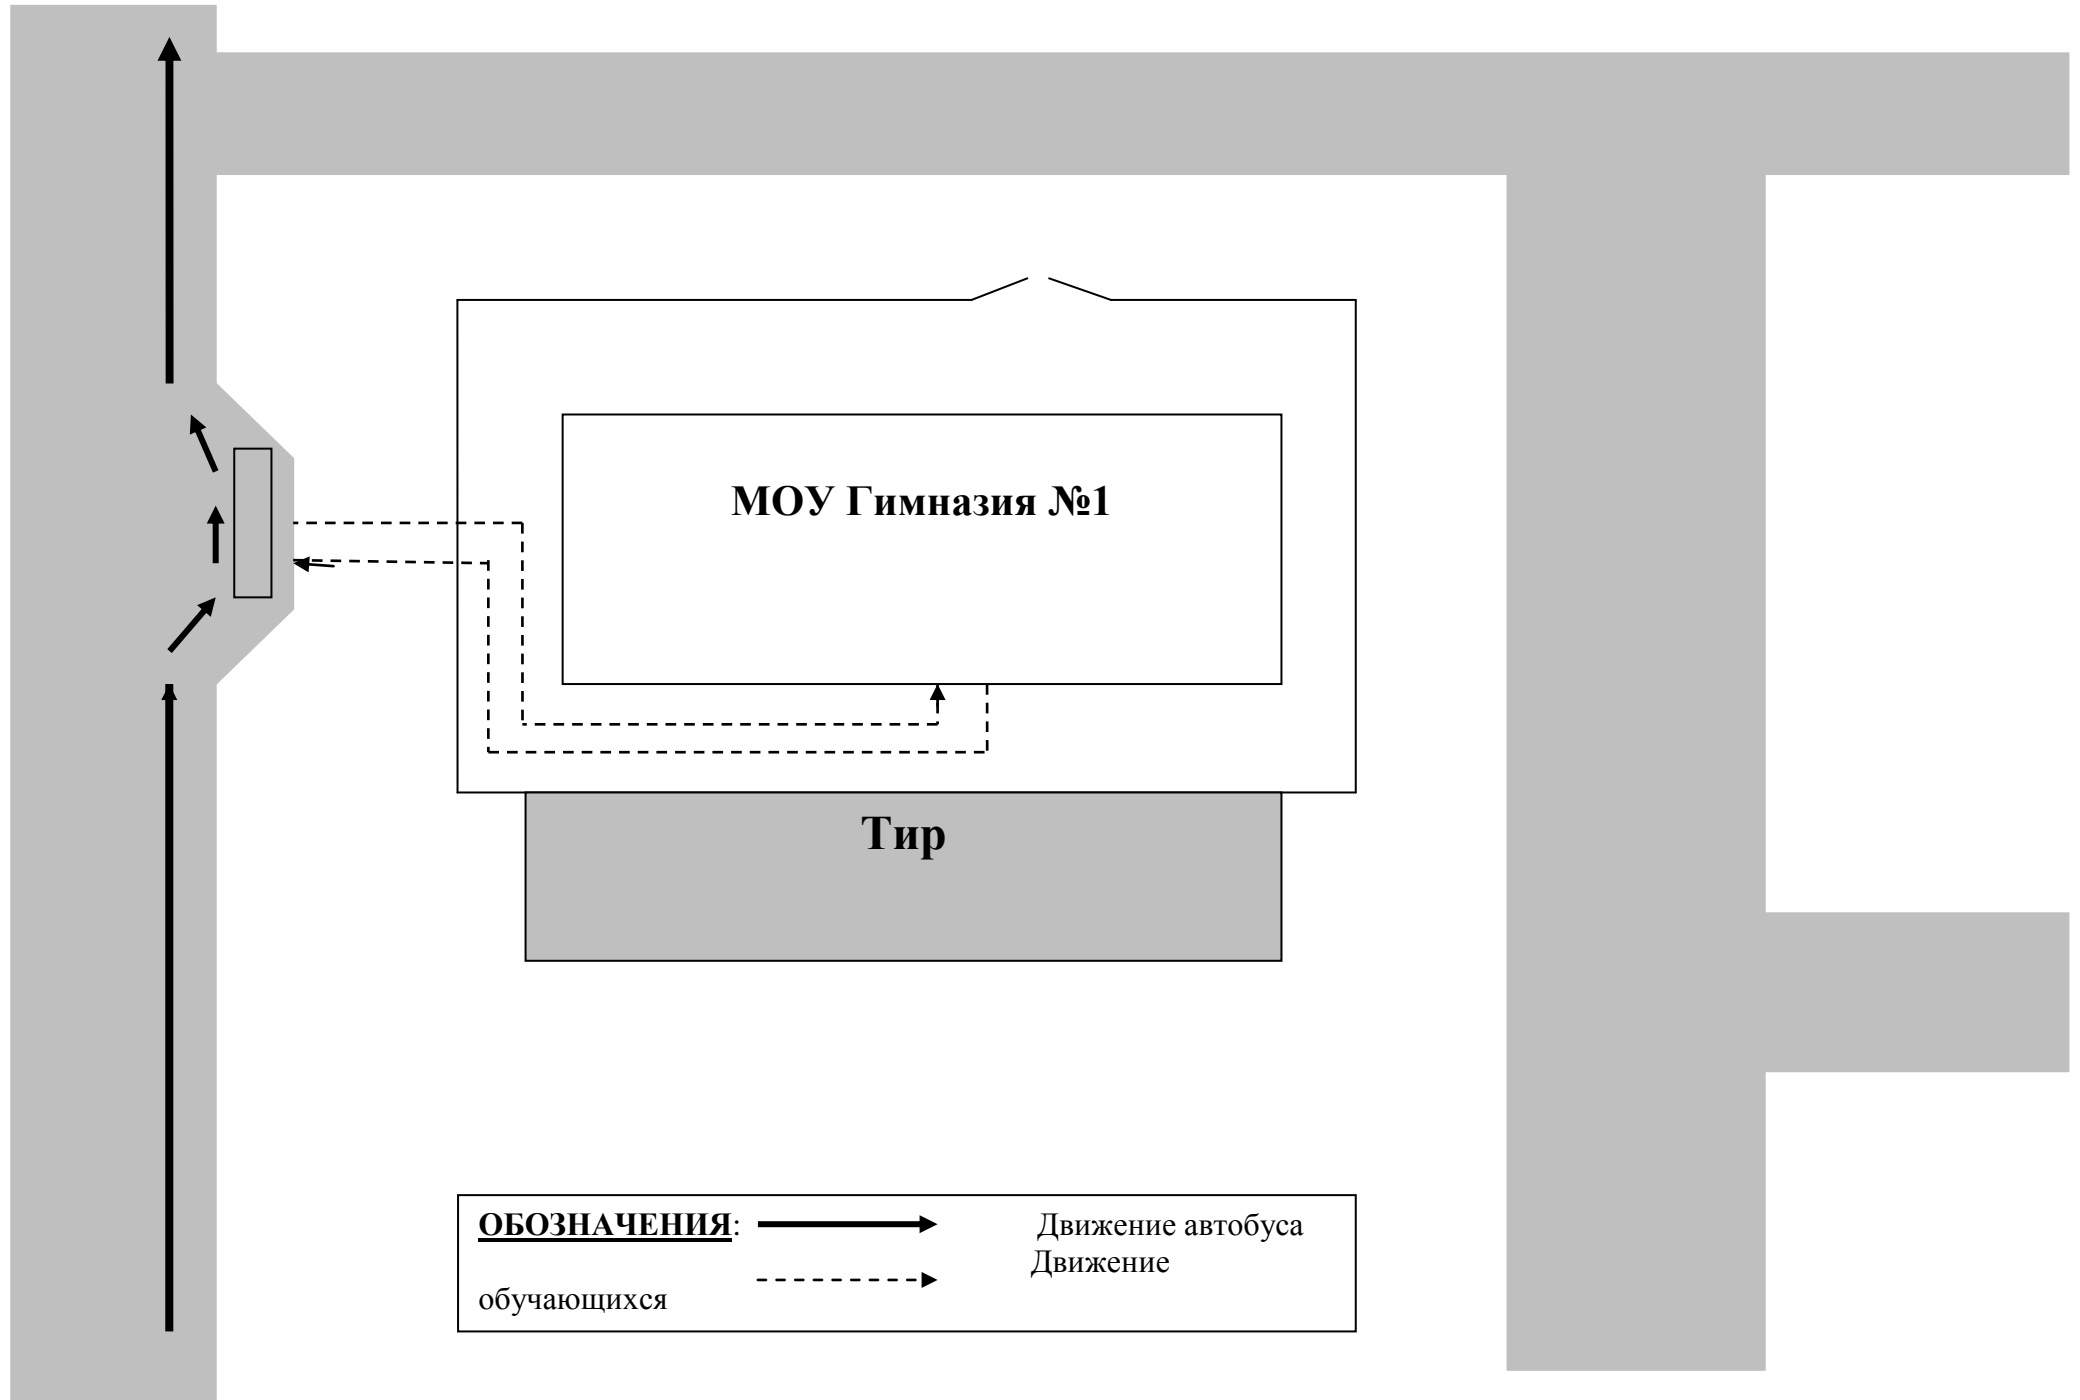 МОУ Гимназия №1
Тир
ОБОЗНАЧЕНИЯ: Движение автобуса
Движение
обучающихся